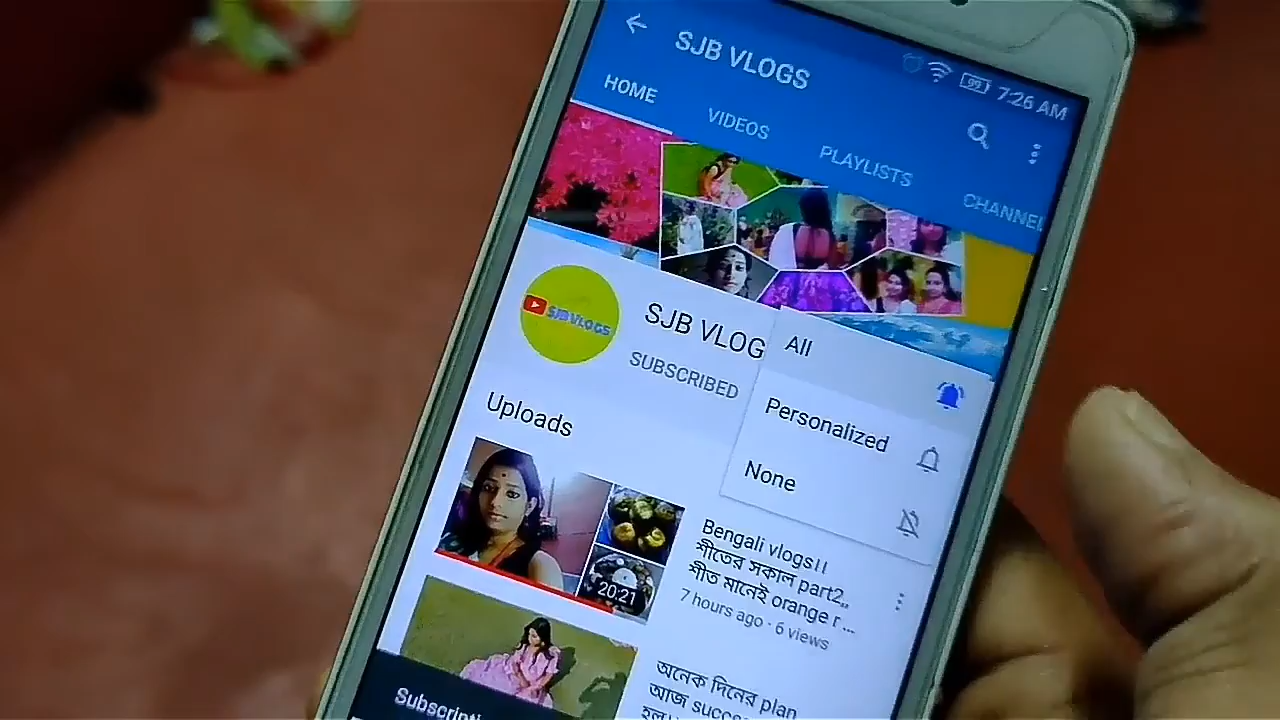 SJB VLOGS
99 7:26 AM
HOME
VIDEOS
PLAYLISTS
CHANNEL
SJB VLOGS
SJB VLOG
SUBSCRIBED
All
Personalized
None
Uploads
20:21
Bengali vlogs।।
শীতের সকাল part2,,
শীত মানেই orange r ...
7 hours ago · 6 views
অনেক দিনের plan
আজ succe
Subscripti